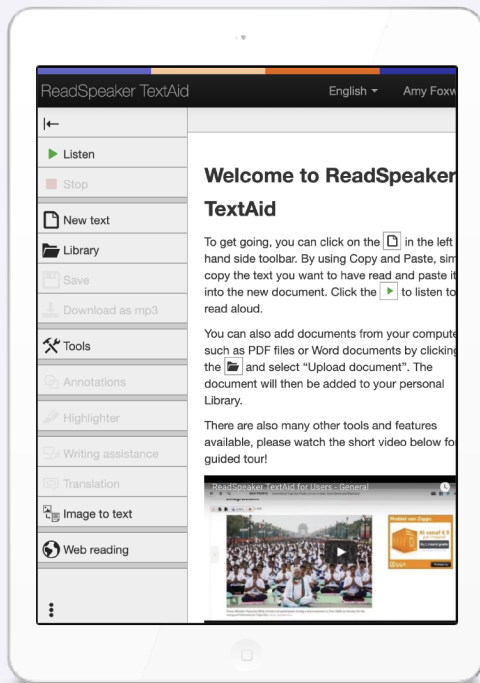 ReadSpeaker TextAid
English
Amy Foxw
Listen
Stop
New text
Library
Save
Download as mp3
Tools
Annotations
Highlighter
Writing assistance
Translation
Image to text
Web reading
Welcome to ReadSpeaker
TextAid
To get going, you can click on the in the left
hand side toolbar. By using Copy and Paste, sim
copy the text you want to have read and paste it
into the new document. Click the to listen to
read aloud.
You can also add documents from your compute
such as PDF files or Word documents by clicking
the and select “Upload document”. The
document will then be added to your personal
Library.
There are also many other tools and features
available, please watch the short video below fo
guided tour!
ReadSpeaker TextAid for Users - General
Al vanaf € 5